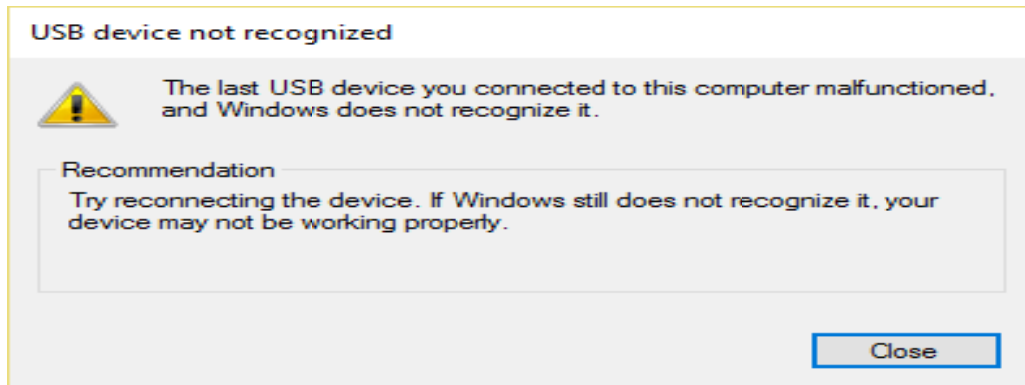 USB device not recognized
The last USB device you connected to this computer malfunctioned,
and Windows does not recognize it.
Recommendation
Try reconnecting the device. If Windows still does not recognize it, your
device may not be working properly.
Close